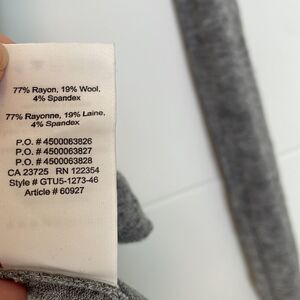 77% Rayon, 19% Wool,
4% Spandex
77% Rayonne, 19% Laine,
4% Spandex
P.O. # 4500063826
P.O. # 4500063827
P.O. # 4500063828
CA 23725 RN 122354
Style # GTU5-1273-46
Article # 60927